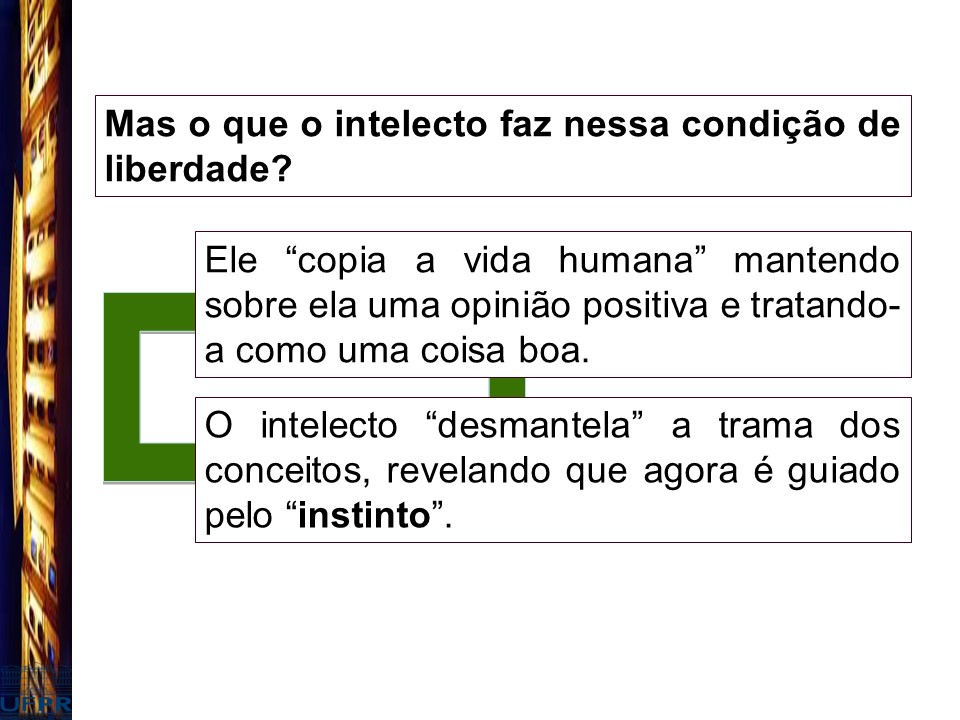 Mas o que o intelecto faz nessa condição de
liberdade?
Ele “copia a vida humana” mantendo
sobre ela uma opinião positiva e tratando-
a como uma coisa boa.
O intelecto “desmantela” a trama dos
conceitos, revelando que agora é guiado
pelo “instinto”.
UFPR